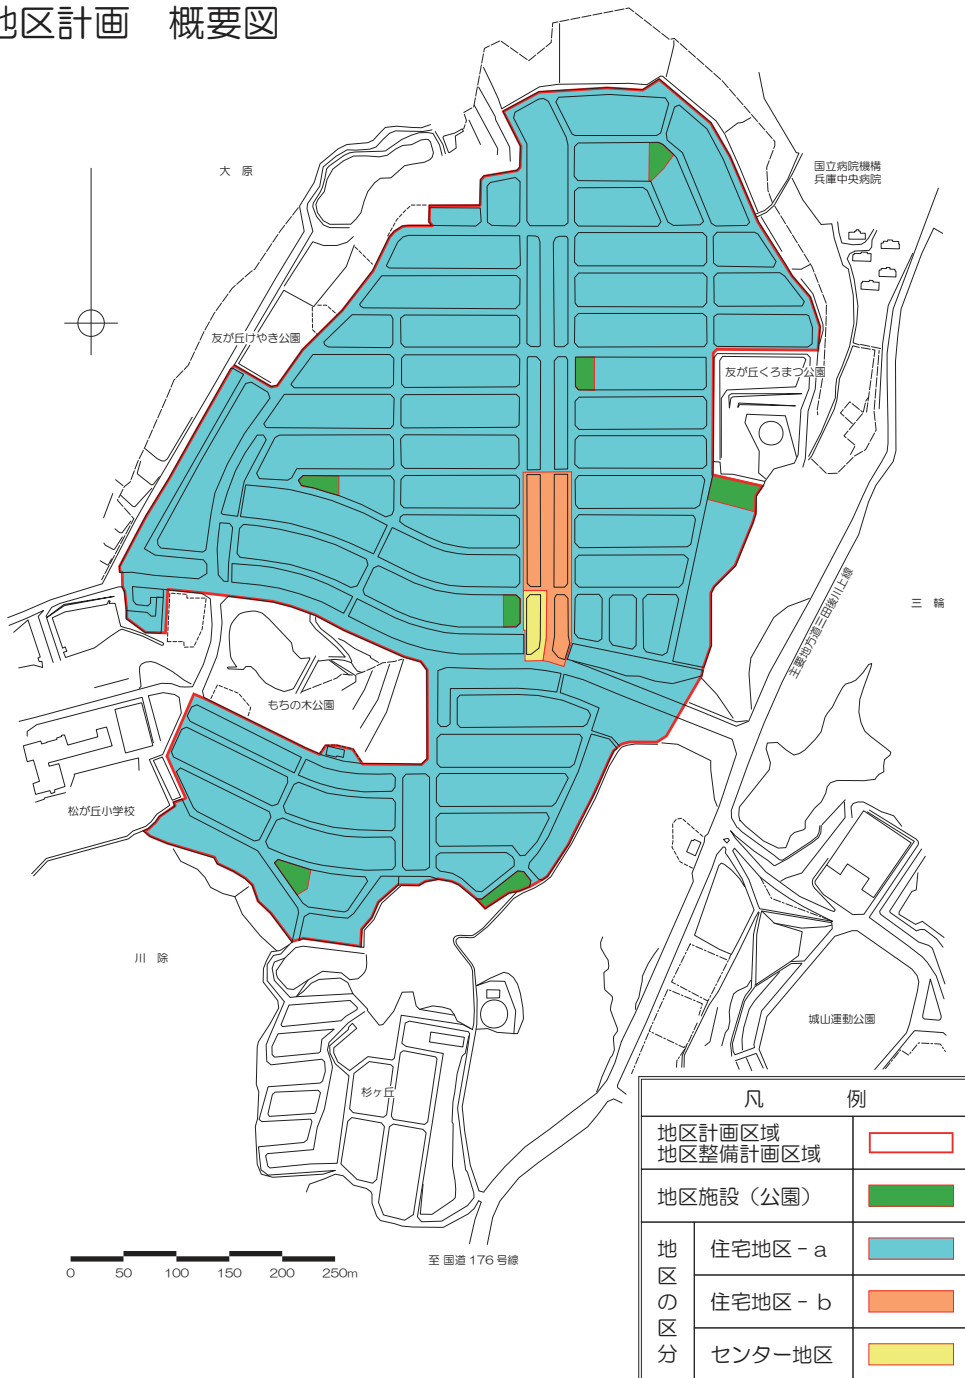 地区計画 概要図
大 原
国立病院機構
兵庫中央病院
友が丘けやき公園
友が丘くろまつ公園
主要地方道三田後川上線
三 輪
もちの木公園
松が丘小学校
川 除
城山運動公園
杉ヶ丘
至 国道 176 号線
0 50 100 150 200 250m
凡 例
地区計画区域
地区整備計画区域
地区施設（公園）
地区の区分
住宅地区 - a
住宅地区 - b
センター地区